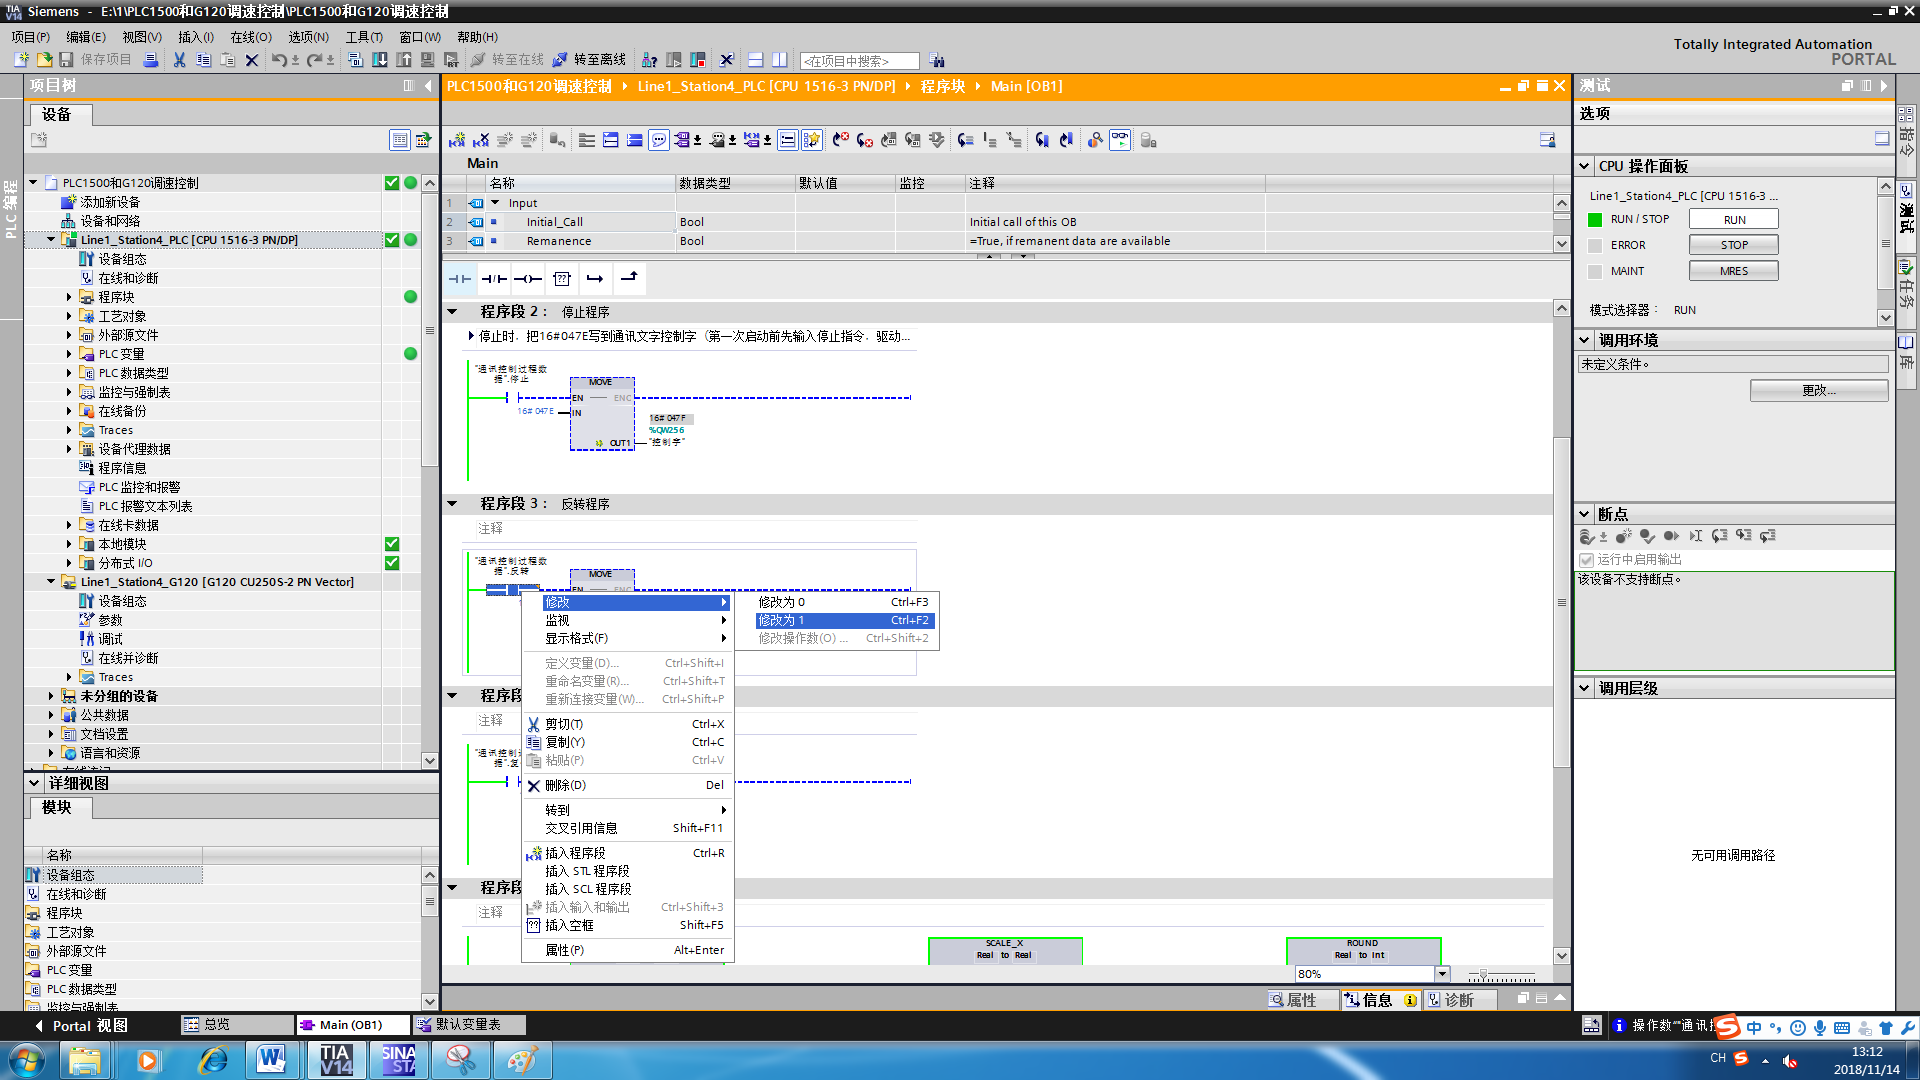 Siemens - E:\1\PLC1500和G120调速控制\PLC1500和G120调速控制
项目(P) 编辑(E) 视图(V) 插入(I) 在线(O) 选项(N) 工具(T) 窗口(W) 帮助(H)
Totally Integrated Automation
PORTAL
保存项目 转至在线 转至离线 <在项目中搜索>
项目树
PLC1500和G120调速控制 Line1_Station4_PLC [CPU 1516-3 PN/DP] 程序块 Main [OB1]
测试
设备
选项
PLC 编程
PLC1500和G120调速控制
添加新设备
设备和网络
Line1_Station4_PLC [CPU 1516-3 PN/DP]
设备组态
在线和诊断
程序块
工艺对象
外部源文件
PLC 变量
PLC 数据类型
监控与强制表
在线备份
Traces
设备代理数据
程序信息
PLC 监控和报警
PLC 报警文本列表
在线卡数据
本地模块
分布式 I/O
Line1_Station4_G120 [G120 CU250S-2 PN Vector]
设备组态
参数
调试
在线并诊断
Traces
未分组的设备
公共数据
文档设置
语言和资源
详细视图
模块
名称
设备组态
在线和诊断
程序块
工艺对象
外部源文件
PLC 变量
PLC 数据类型
监控与强制表
Main
名称 数据类型 默认值 监控 注释
1 Input
2 Initial_Call Bool Initial call of this OB
3 Remanence Bool =True, if remanent data are available
程序段 2： 停止程序
停止时，把16#047E写到通讯文字控制字（第一次启动前先输入停止指令，驱动...
"通讯控制过程数
据".停止
MOVE
EN ENO
16# 047E IN
16# 047F
%QW256
OUT1 "控制字"
程序段 3： 反转程序
注释
"通讯控制过程数
据".反转
MOVE
EN ENC
修改
监视
显示格式(F)
定义变量(D)... Ctrl+Shift+I
重命名变量(R)... Ctrl+Shift+T
重新连接变量(W)... Ctrl+Shift+P
剪切(T) Ctrl+X
复制(Y) Ctrl+C
粘贴(P) Ctrl+V
删除(D) Del
转到
交叉引用信息 Shift+F11
插入程序段 Ctrl+R
插入 STL 程序段
插入 SCL 程序段
插入输入和输出 Ctrl+Shift+3
插入空框 Shift+F5
属性(P) Alt+Enter
修改为 0 Ctrl+F3
修改为 1 Ctrl+F2
修改操作数(O) ... Ctrl+Shift+2
程序段
注释
"通讯控制过
据".复
程序段
注释
SCALE_X
Real to Real
ROUND
Real to Int
80%
属性 信息 诊断
CPU 操作面板
Line1_Station4_PLC [CPU 1516-3 ...
RUN / STOP RUN
ERROR STOP
MAINT MRES
模式选择器： RUN
调用环境
未定义条件。
更改...
断点
运行中启用输出
该设备不支持断点。
调用层级
无可用调用路径
指令
测试
任务
库
Portal 视图 总览 Main (OB1) 默认变量表
操作数"通讯
中
TIA V14
SINA STA
CH
13:12
2018/11/14